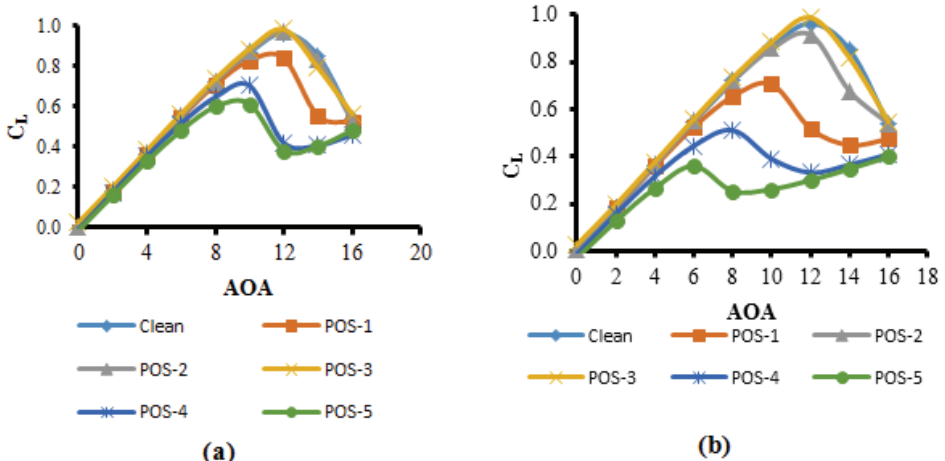 (a)
C_L
1.0
0.8
0.6
0.4
0.2
0.0
0 4 8 12 16 20
AOA
Clean POS-1
POS-2 POS-3
POS-4 POS-5
(a)
(b)
C_L
1.0
0.8
0.6
0.4
0.2
0.0
0 2 4 6 8 10 12 14 16 18
AOA
Clean POS-1 POS-2
POS-3 POS-4 POS-5
(b)